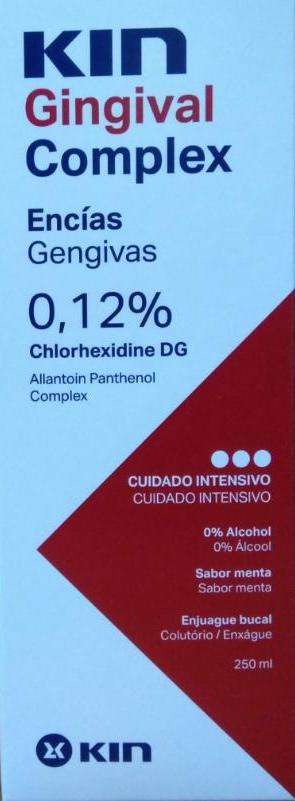 KIN
Gingival
Complex
Encías
Gengivas
0,12%
Chlorhexidine DG
Allantoin Panthenol
Complex
CUIDADO INTENSIVO
CUIDADO INTENSIVO
0% Alcohol
0% Álcool
Sabor menta
Sabor menta
Enjuague bucal
Colutório / Enxágue
250 ml
KIN